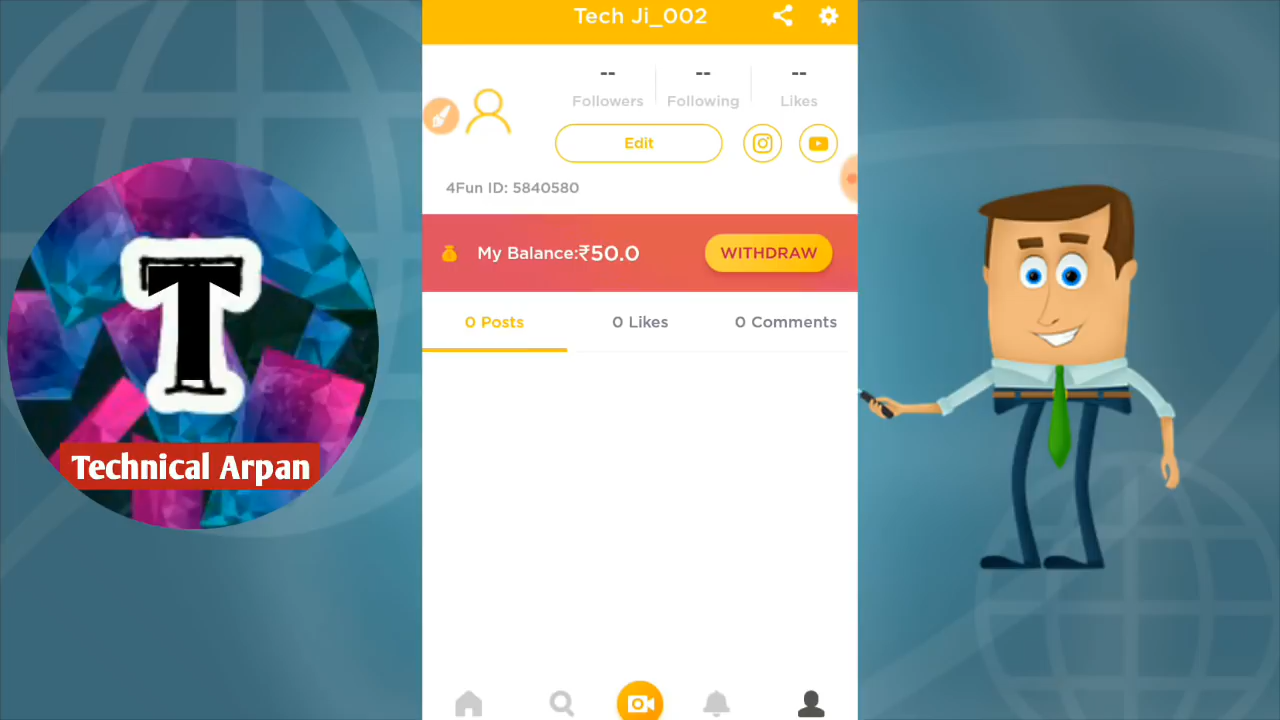 Tech Ji_002
-- -- --
Followers Following Likes
Edit
4Fun ID: 5840580
My Balance:₹50.0 WITHDRAW
0 Posts 0 Likes 0 Comments
T
Technical Arpan